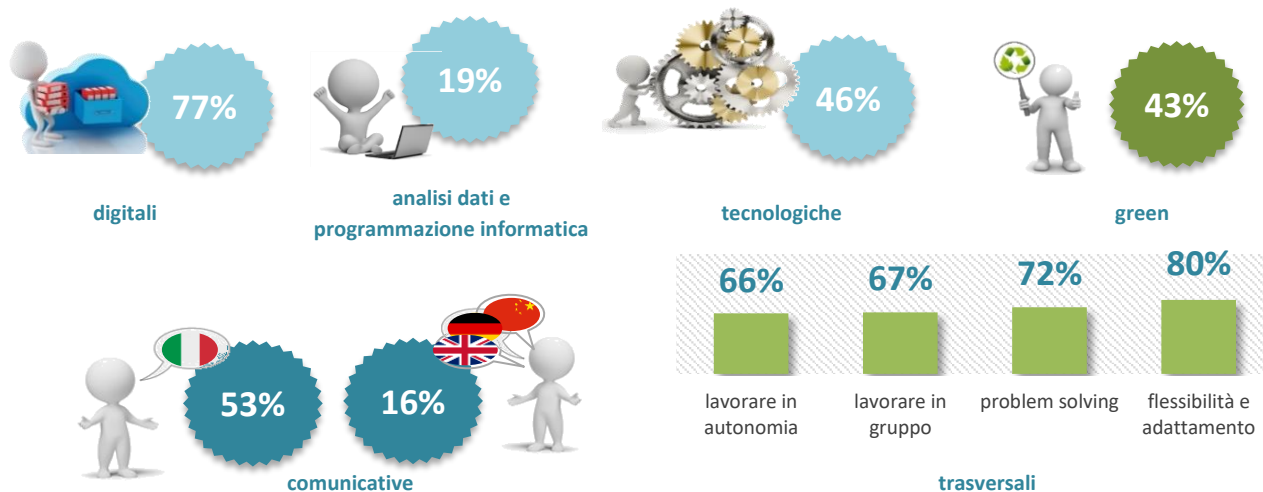 77%
19%
46%
43%
digitali
analisi dati e
programmazione informatica
tecnologiche
green
53%
16%
comunicative
66%
67%
72%
80%
lavorare in
autonomia
lavorare in
gruppo
problem solving
flessibilità e
adattamento
trasversali